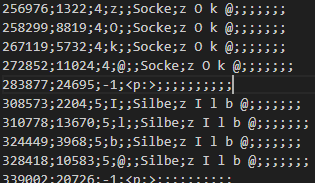 256976;1322;4;z;;Socke;z O k @;;;;;;;
258299;8819;4;O;;Socke;z O k @;;;;;;;
267119;5732;4;k;;Socke;z O k @;;;;;;;
272852;11024;4;@;;Socke;z O k @;;;;;;;
283877;24695;-1;<p:>;;;;;;;;;;
308573;2204;5;I;;Silbe;z I l b @;;;;;;;
310778;13670;5;l;;Silbe;z I l b @;;;;;;;
324449;3968;5;b;;Silbe;z I l b @;;;;;;;
328418;10583;5;@;;Silbe;z I l b @;;;;;;;
339002;20726;-1;<p:>;;;;;;;;;;